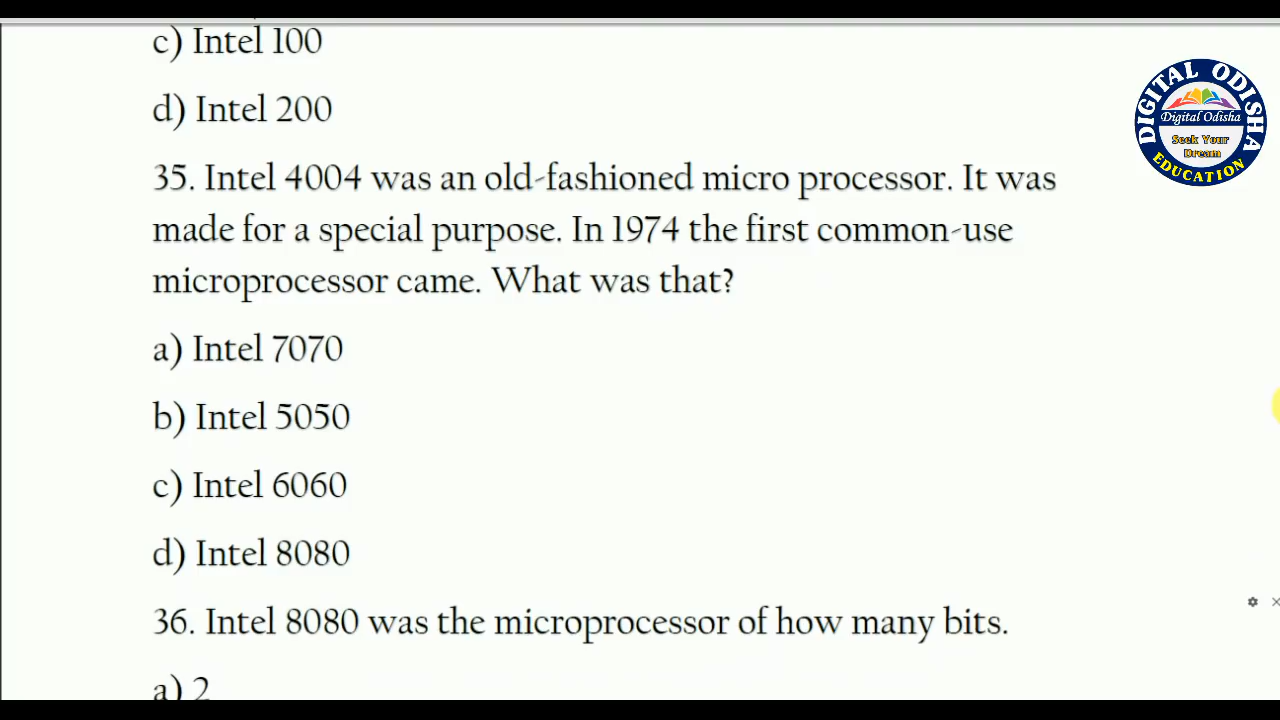 c) Intel 100
d) Intel 200
35. Intel 4004 was an old-fashioned micro processor. It was
made for a special purpose. In 1974 the first common-use
microprocessor came. What was that?
a) Intel 7070
b) Intel 5050
c) Intel 6060
d) Intel 8080
36. Intel 8080 was the microprocessor of how many bits.
a) 2
DIGITAL ODISHA
Digital Odisha
Seek Your
Dream
EDUCATION